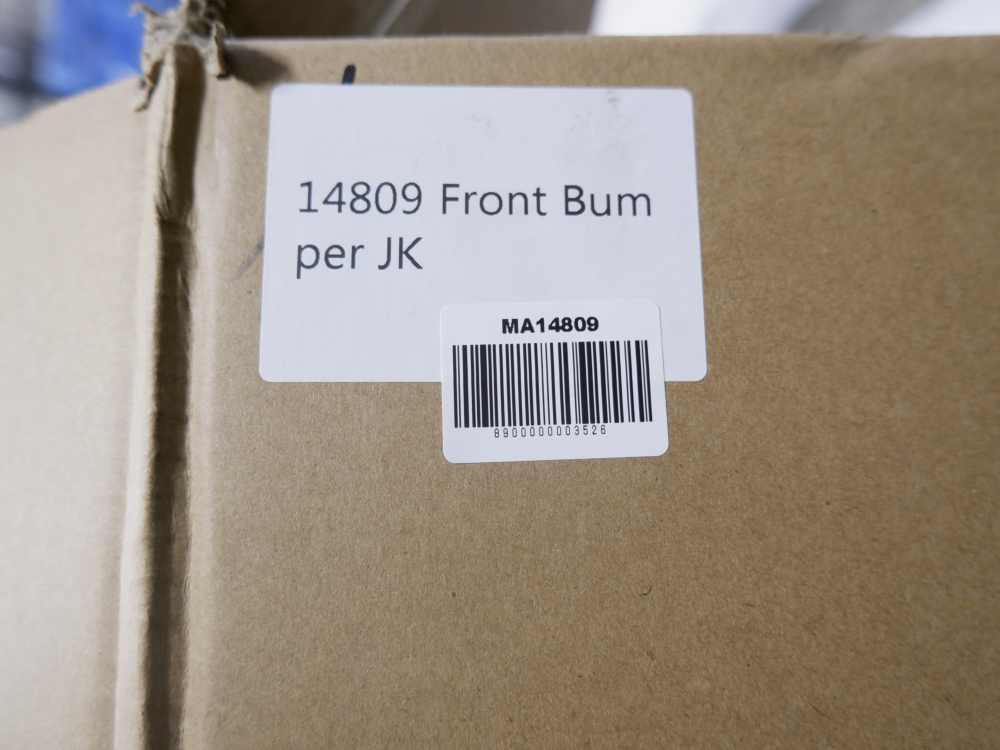 14809 Front Bum
per JK
MA14809
8900000003526